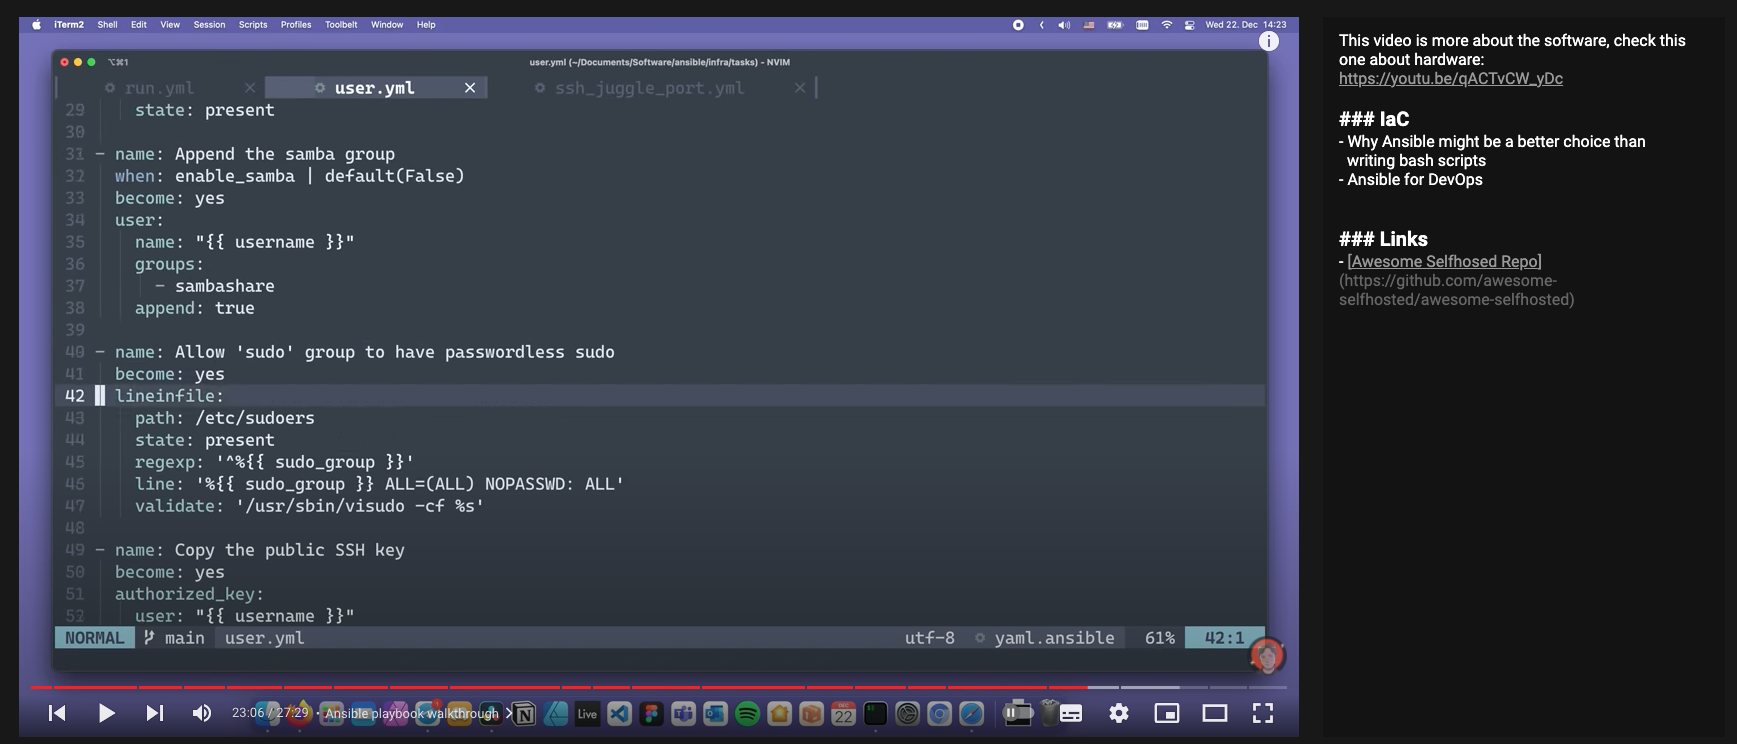 iTerm2 Shell Edit View Session Scripts Profiles Toolbelt Window Help
Wed 22. Dec 14:23
⌥⌘1
user.yml (~/Documents/Software/ansible/infra/tasks) - NVIM
run.yml × user.yml × ssh_juggle_port.yml ×
29 state: present
30
31 - name: Append the samba group
32 when: enable_samba | default(False)
33 become: yes
34 user:
35 name: "{{ username }}"
36 groups:
37 - sambashare
38 append: true
39
40 - name: Allow 'sudo' group to have passwordless sudo
41 become: yes
42 lineinfile:
43 path: /etc/sudoers
44 state: present
45 regexp: '^%{{ sudo_group }}'
46 line: '%{{ sudo_group }} ALL=(ALL) NOPASSWD: ALL'
47 validate: '/usr/sbin/visudo -cf %s'
48
49 - name: Copy the public SSH key
50 become: yes
51 authorized_key:
52 user: "{{ username }}"
NORMAL main user.yml utf-8 yaml.ansible 61% 42:1
23:06 / 27:29 • Ansible playbook walkthrough >
Live
DEC
22
This video is more about the software, check this
one about hardware:
https://youtu.be/qACTvCW_yDc
### IaC
- Why Ansible might be a better choice than
writing bash scripts
- Ansible for DevOps
### Links
- [Awesome Selfhosed Repo]
(https://github.com/awesome-
selfhosted/awesome-selfhosted)